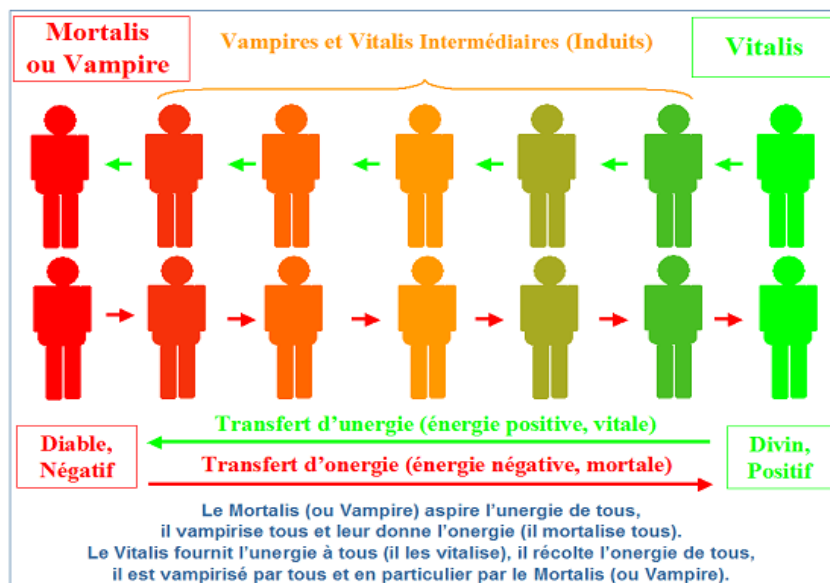 Mortalis
ou Vampire
Vampires et Vitalis Intermédiaires (Induits)
Vitalis
Transfert d'unergie (énergie positive, vitale)
Diable,
Négatif
Divin,
Positif
Transfert d'onergie (énergie négative, mortale)
Le Mortalis (ou Vampire) aspire l'unergie de tous,
il vampirise tous et leur donne l'onergie (il mortalise tous).
Le Vitalis fournit l'unergie à tous (il les vitalise), il récolte l'onergie de tous,
il est vampirisé par tous et en particulier par le Mortalis (ou Vampire).